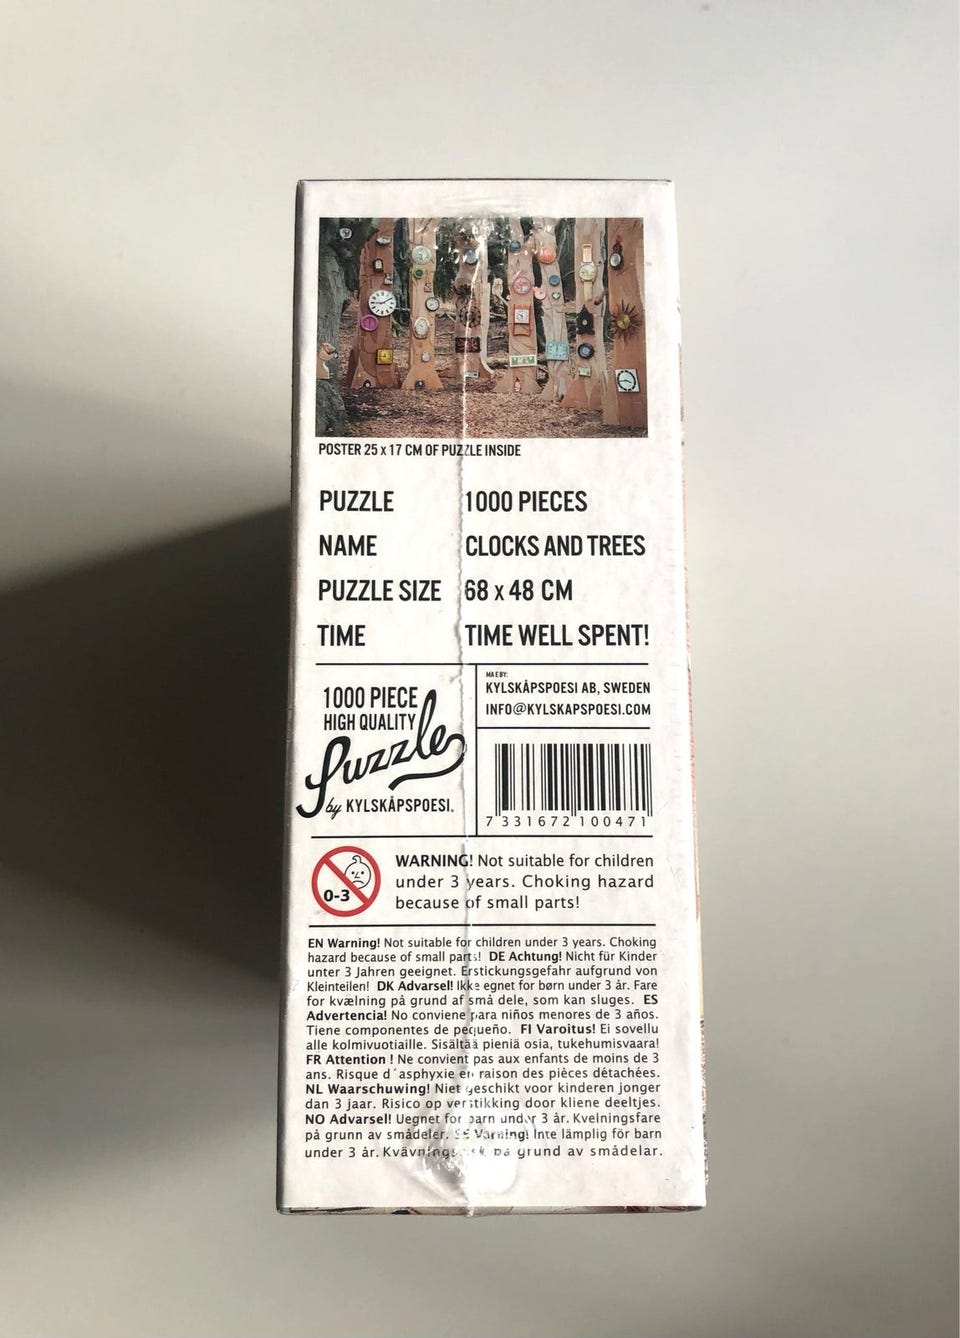 POSTER 25 x 17 CM OF PUZZLE INSIDE
PUZZLE 1000 PIECES
NAME CLOCKS AND TREES
PUZZLE SIZE 68 x 48 CM
TIME TIME WELL SPENT!
1000 PIECE
HIGH QUALITY
Puzzle
by KYLSKÅPSPOESI®
MAE BY:
KYLSKÅPSPOESI AB, SWEDEN
INFO@KYLSKAPSPOESI.COM
7 331672 100471
0-3
WARNING! Not suitable for children
under 3 years. Choking hazard
because of small parts!
EN Warning! Not suitable for children under 3 years. Choking
hazard because of small parts! DE Achtung! Nicht für Kinder
unter 3 Jahren geeignet. Erstickungsgefahr aufgrund von
Kleinteilen! DK Advarsel! Ikke egnet for børn under 3 år. Fare
for kvælning på grund af små dele, som kan sluges. ES
Advertencia! No conviene para niños menores de 3 años.
Tiene componentes de pequeño. FI Varoitus! Ei sovellu
alle kolmivuotiaille. Sisältää pieniä osia, tukehumisvaara!
FR Attention ! Ne convient pas aux enfants de moins de 3
ans. Risque d´asphyxie en raison des pièces détachées.
NL Waarschuwing! Niet geschikt voor kinderen jonger
dan 3 jaar. Risico op verstikking door kliene deeltjes.
NO Advarsel! Uegnet for barn under 3 år. Kvelningsfare
på grunn av smådeler. SE Varning! Inte lämplig för barn
under 3 år. på grund av smådelar.